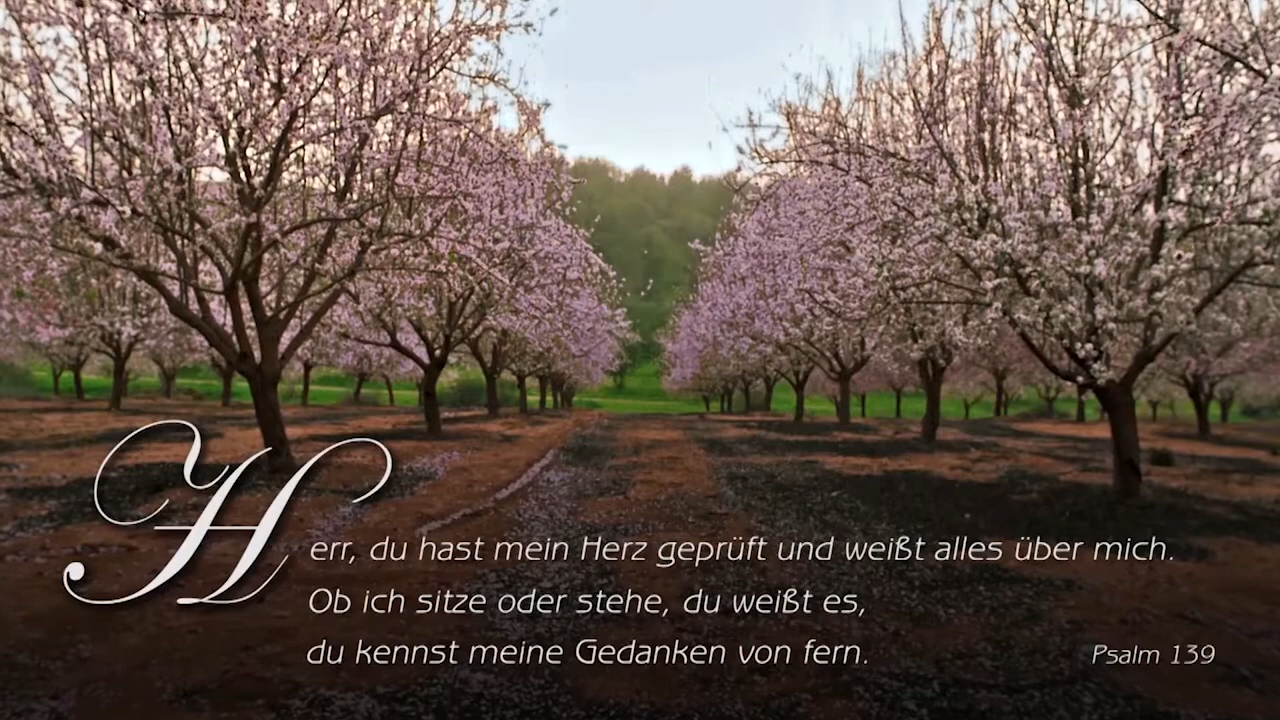 Herr, du hast mein Herz geprüft und weißt alles über mich.
Ob ich sitze oder stehe, du weißt es,
du kennst meine Gedanken von fern.
Psalm 139